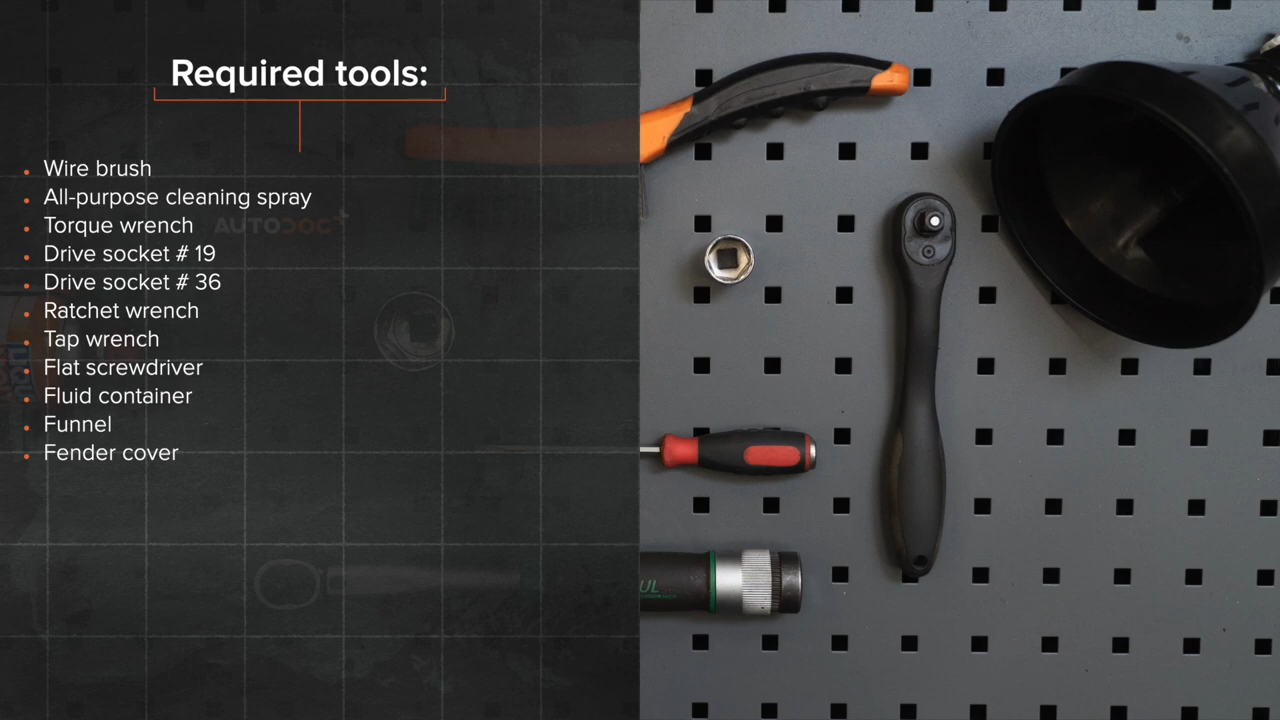 Required tools:
Wire brush
All-purpose cleaning spray
AUTODOC
Torque wrench
Drive socket # 19
Drive socket # 36
Ratchet wrench
Tap wrench
Flat screwdriver
Fluid container
Funnel
Fender cover